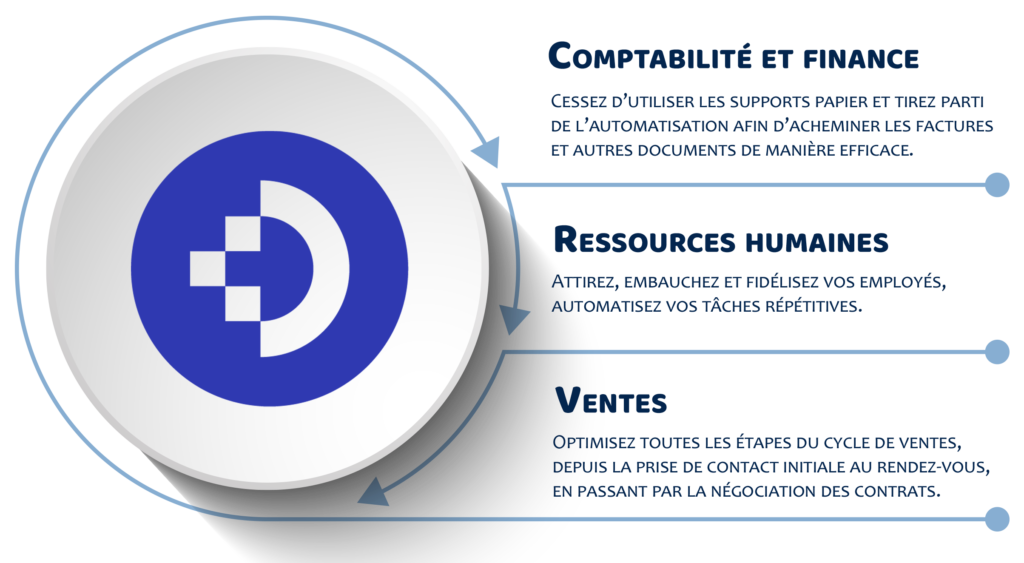 Comptabilité et finance
Cessez d’utiliser les supports papier et tirez parti
de l’automatisation afin d’acheminer les factures
et autres documents de manière efficace.
Ressources humaines
Attirez, embauchez et fidélisez vos employés,
automatisez vos tâches répétitives.
Ventes
Optimisez toutes les étapes du cycle de ventes,
depuis la prise de contact initiale au rendez-vous,
en passant par la négociation des contrats.